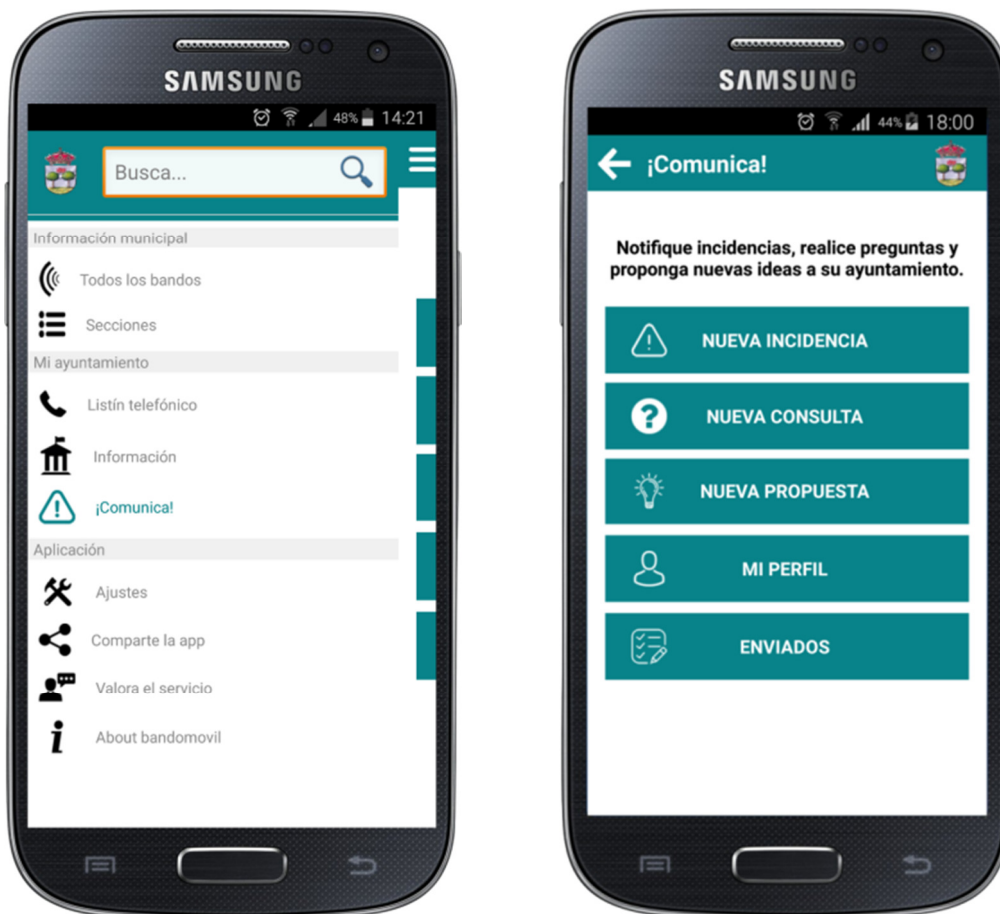 SAMSUNG
48% 14:21
Busca...
Información municipal
Todos los bandos
Secciones
Mi ayuntamiento
Listín telefónico
Información
¡Comunica!
Aplicación
Ajustes
Comparte la app
Valora el servicio
About bandomovil
SAMSUNG
44% 18:00
¡Comunica!
Notifique incidencias, realice preguntas y
proponga nuevas ideas a su ayuntamiento.
NUEVA INCIDENCIA
NUEVA CONSULTA
NUEVA PROPUESTA
MI PERFIL
ENVIADOS